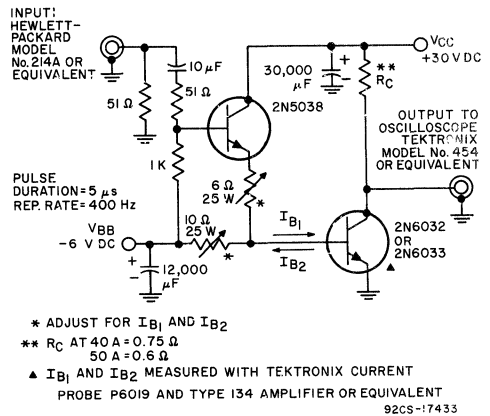 INPUT:
HEWLETT-
PACKARD
MODEL
No. 214A OR
EQUIVALENT
51 Ω
10 μF
51 Ω
30,000
μF
+
−
**
RC
VCC
+30 V DC
2N5038
OUTPUT TO
OSCILLOSCOPE
TEKTRONIX
MODEL No. 454
OR EQUIVALENT
1K
6 Ω
25 W
*
PULSE
DURATION = 5 μs
REP. RATE = 400 Hz
VBB
−6 V DC
+
−
12,000
μF
10 Ω
25 W
*
IB1
IB2
2N6032
OR
2N6033
▲
* ADJUST FOR IB1 AND IB2
** RC AT 40 A = 0.75 Ω
50 A = 0.6 Ω
▲ IB1 AND IB2 MEASURED WITH TEKTRONIX CURRENT
PROBE P6019 AND TYPE 134 AMPLIFIER OR EQUIVALENT
92CS-17433